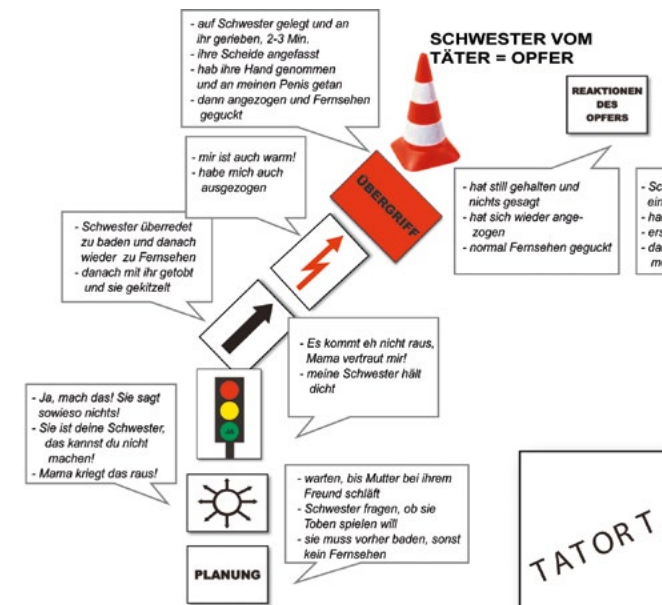 - auf Schwester gelegt und an
ihr gerieben, 2-3 Min.
- ihre Scheide angefasst
- hab ihre Hand genommen
und an meinen Penis getan
- dann angezogen und Fernsehen
geguckt
SCHWESTER VOM
TÄTER = OPFER
REAKTIONEN
DES
OPFERS
- mir ist auch warm!
- habe mich auch
ausgezogen
ÜBERGRIFF
- hat still gehalten und
nichts gesagt
- hat sich wieder ange-
zogen
- normal Fernsehen geguckt
- Schwester überredet
zu baden und danach
wieder zu Fernsehen
- danach mit ihr getobt
und sie gekitzelt
- Es kommt eh nicht raus,
Mama vertraut mir!
- meine Schwester hält
dicht
JA
- Ja, mach das! Sie sagt
sowieso nichts!
- Sie ist deine Schwester,
das kannst du nicht
machen!
- Mama kriegt das raus!
- warten, bis Mutter bei ihrem
Freund schläft
- Schwester fragen, ob sie
Toben spielen will
- sie muss vorher baden, sonst
kein Fernsehen
PLANUNG
TATORT